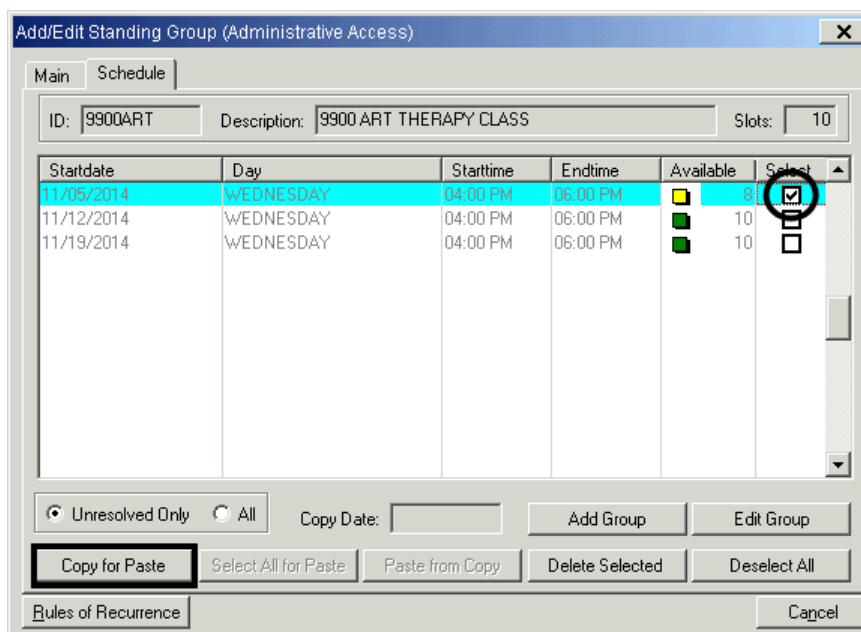 Add/Edit Standing Group (Administrative Access)
Main Schedule
ID: 9900ART Description: 9900 ART THERAPY CLASS Slots: 10
Startdate Day Starttime Endtime Available Select
11/05/2014 WEDNESDAY 04:00 PM 06:00 PM 8
11/12/2014 WEDNESDAY 04:00 PM 06:00 PM 10
11/19/2014 WEDNESDAY 04:00 PM 06:00 PM 10
Unresolved Only All Copy Date: Add Group Edit Group
Copy for Paste Select All for Paste Paste from Copy Delete Selected Deselect All
Rules of Recurrence Cancel